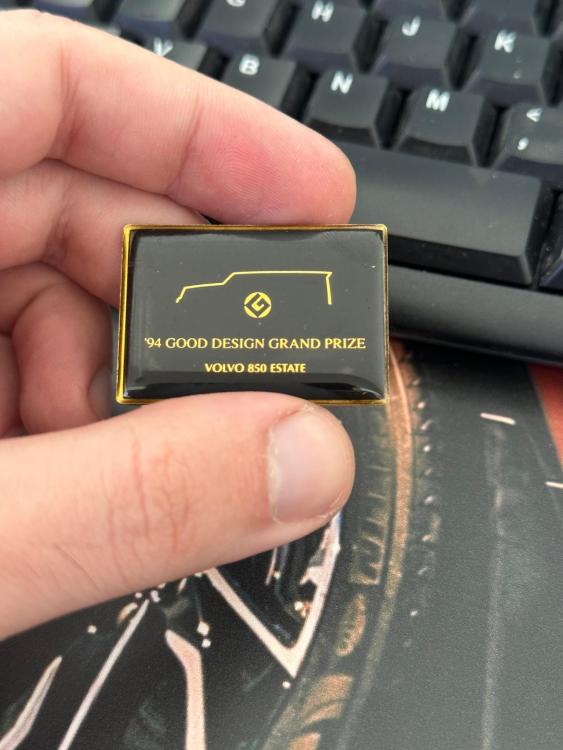 G H J K
V B N M <
,
'94 GOOD DESIGN GRAND PRIZE
VOLVO 850 ESTATE